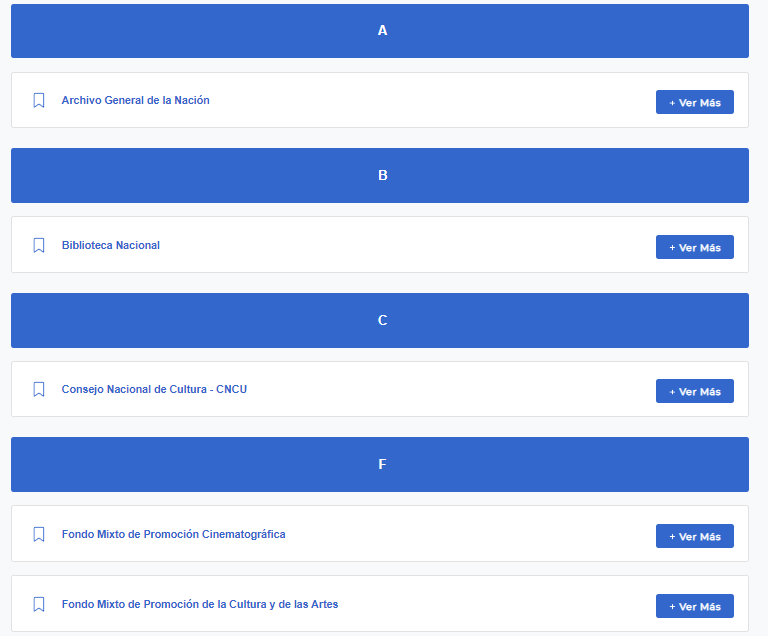 A
Archivo General de la Nación
+ Ver Más
B
Biblioteca Nacional
+ Ver Más
C
Consejo Nacional de Cultura - CNCU
+ Ver Más
F
Fondo Mixto de Promoción Cinematográfica
+ Ver Más
Fondo Mixto de Promoción de la Cultura y de las Artes
+ Ver Más